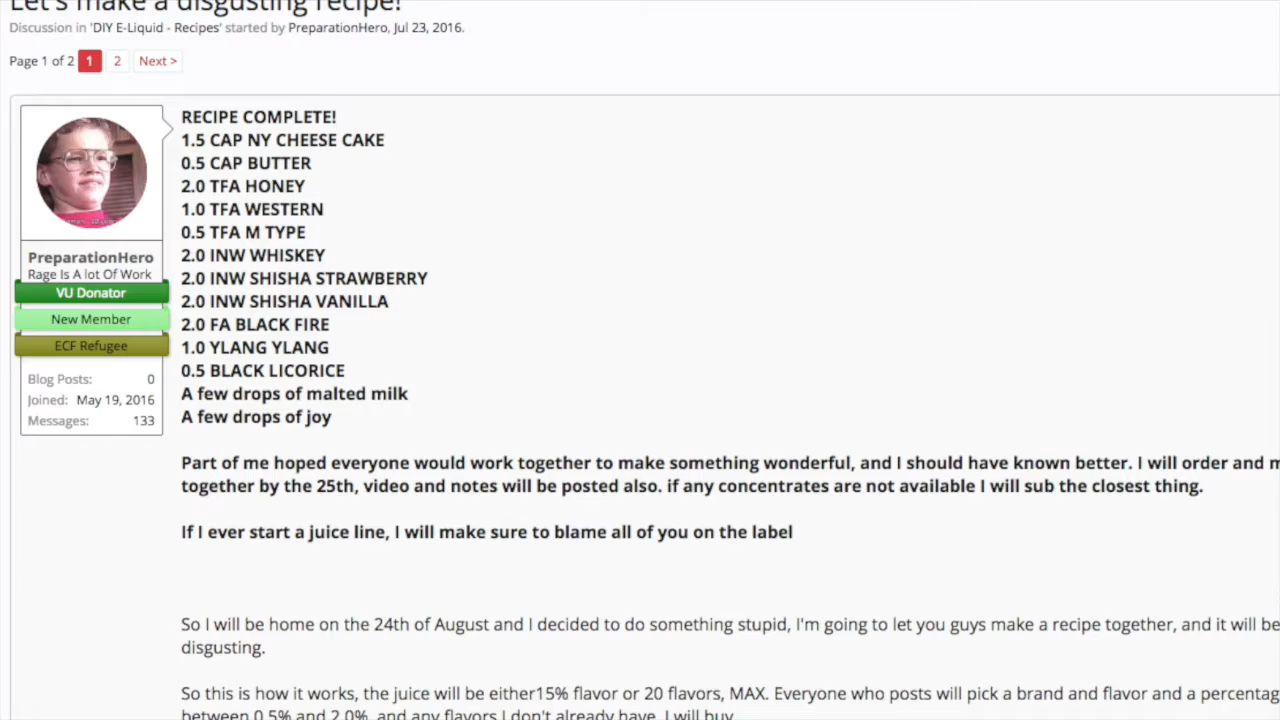 Let's make a disgusting recipe!
Discussion in 'DIY E-Liquid - Recipes' started by PreparationHero, Jul 23, 2016.
Page 1 of 2 1 2 Next >
RECIPE COMPLETE!
1.5 CAP NY CHEESE CAKE
0.5 CAP BUTTER
2.0 TFA HONEY
1.0 TFA WESTERN
0.5 TFA M TYPE
2.0 INW WHISKEY
2.0 INW SHISHA STRAWBERRY
2.0 INW SHISHA VANILLA
2.0 FA BLACK FIRE
1.0 YLANG YLANG
0.5 BLACK LICORICE
A few drops of malted milk
A few drops of joy
PreparationHero
Rage Is A lot Of Work
VU Donator
New Member
ECF Refugee
Blog Posts: 0
Joined: May 19, 2016
Messages: 133
Part of me hoped everyone would work together to make something wonderful, and I should have known better. I will order and m
together by the 25th, video and notes will be posted also. if any concentrates are not available I will sub the closest thing.
If I ever start a juice line, I will make sure to blame all of you on the label
So I will be home on the 24th of August and I decided to do something stupid, I'm going to let you guys make a recipe together, and it will be
disgusting.
So this is how it works, the juice will be either15% flavor or 20 flavors, MAX. Everyone who posts will pick a brand and flavor and a percentag
between 0.5% and 2.0%, and any flavors I don't already have, I will buy.